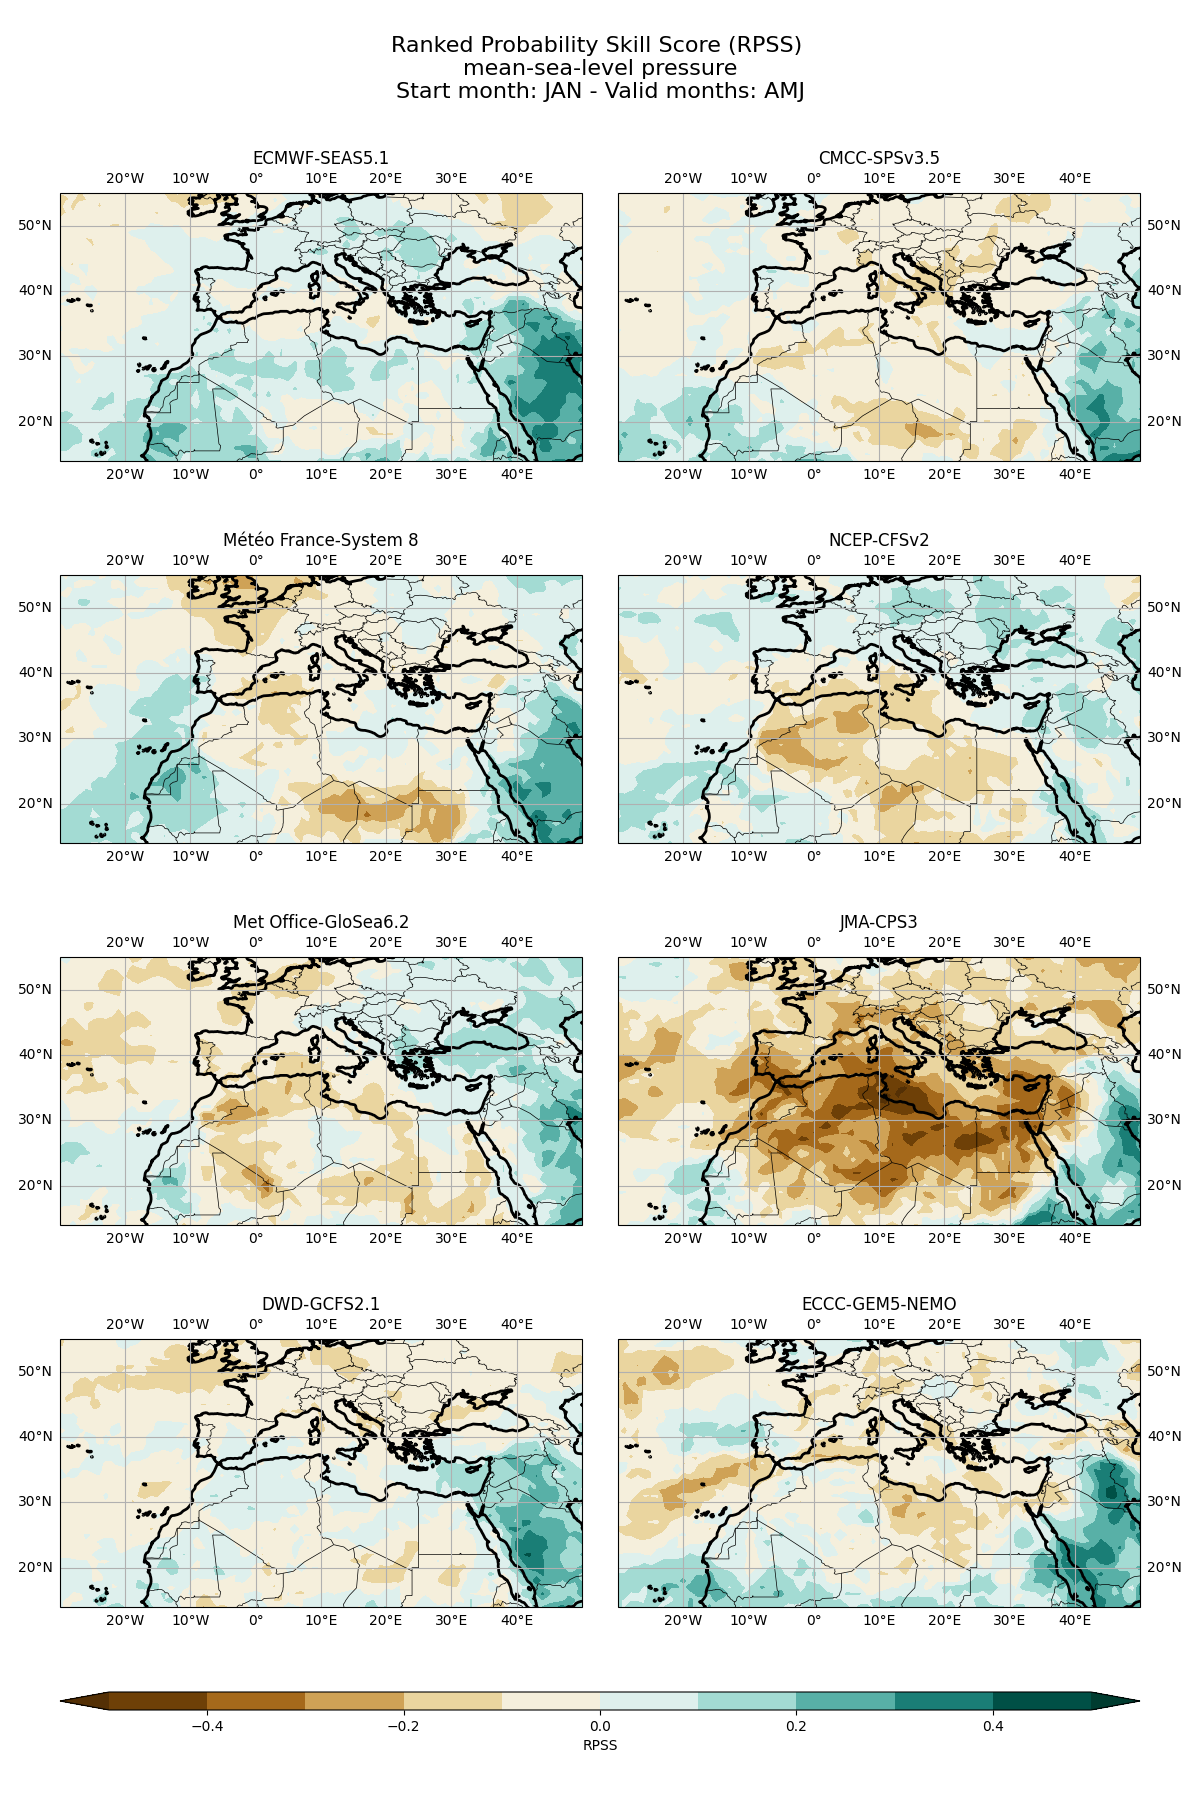 Ranked Probability Skill Score (RPSS)
mean-sea-level pressure
Start month: JAN - Valid months: AMJ
ECMWF-SEAS5.1
20°W 10°W 0° 10°E 20°E 30°E 40°E
50°N
40°N
30°N
20°N
20°W 10°W 0° 10°E 20°E 30°E 40°E
CMCC-SPSv3.5
20°W 10°W 0° 10°E 20°E 30°E 40°E
50°N
40°N
30°N
20°N
20°W 10°W 0° 10°E 20°E 30°E 40°E
Météo France-System 8
20°W 10°W 0° 10°E 20°E 30°E 40°E
50°N
40°N
30°N
20°N
20°W 10°W 0° 10°E 20°E 30°E 40°E
NCEP-CFSv2
20°W 10°W 0° 10°E 20°E 30°E 40°E
50°N
40°N
30°N
20°N
20°W 10°W 0° 10°E 20°E 30°E 40°E
Met Office-GloSea6.2
20°W 10°W 0° 10°E 20°E 30°E 40°E
50°N
40°N
30°N
20°N
20°W 10°W 0° 10°E 20°E 30°E 40°E
JMA-CPS3
20°W 10°W 0° 10°E 20°E 30°E 40°E
50°N
40°N
30°N
20°N
20°W 10°W 0° 10°E 20°E 30°E 40°E
DWD-GCFS2.1
20°W 10°W 0° 10°E 20°E 30°E 40°E
50°N
40°N
30°N
20°N
20°W 10°W 0° 10°E 20°E 30°E 40°E
ECCC-GEM5-NEMO
20°W 10°W 0° 10°E 20°E 30°E 40°E
50°N
40°N
30°N
20°N
20°W 10°W 0° 10°E 20°E 30°E 40°E
−0.4 −0.2 0.0 0.2 0.4
RPSS